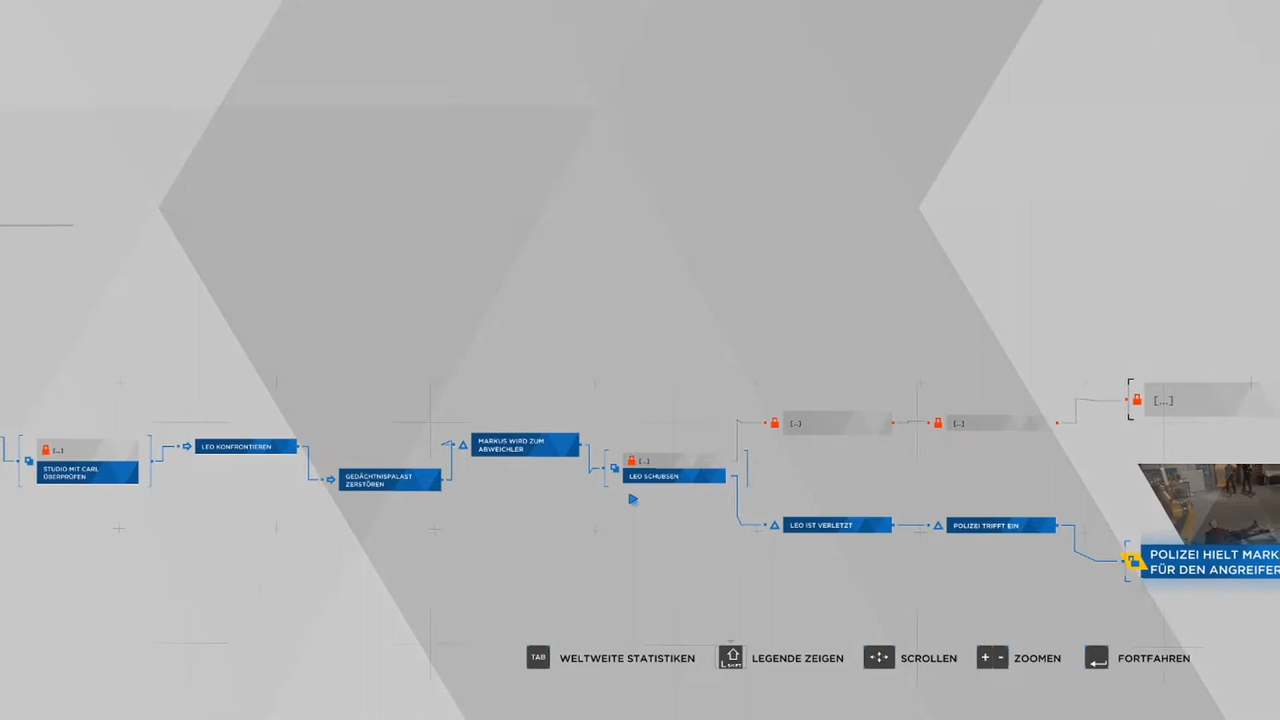 [...]
STUDIO MIT CARL
ÜBERPRÜFEN
LEO KONFRONTIEREN
GEDÄCHTNISPALAST
ZERSTÖREN
MARKUS WIRD ZUM
ABWEICHLER
[...]
LEO SCHUBSEN
[...]
[...]
[...]
LEO IST VERLETZT
POLIZEI TRIFFT EIN
POLIZEI HIELT MARK
FÜR DEN ANGREIFER
TAB WELTWEITE STATISTIKEN
L SHIFT LEGENDE ZEIGEN
SCROLLEN
+ - ZOOMEN
FORTFAHREN